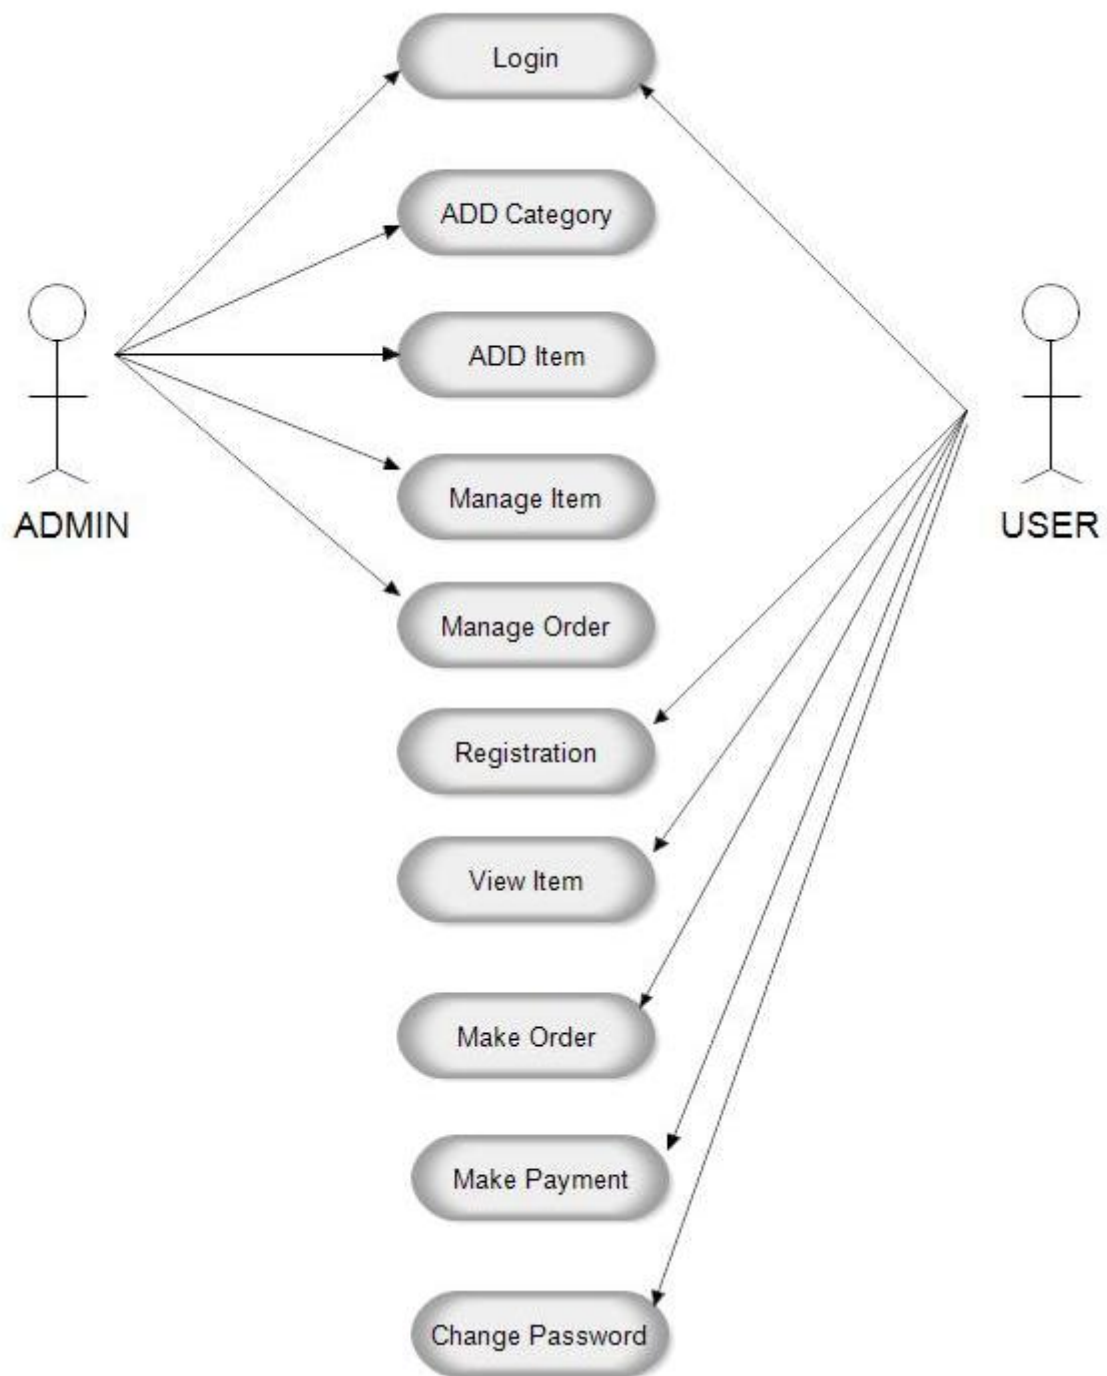 Login
ADD Category
ADD Item
Manage Item
ADMIN
USER
Manage Order
Registration
View Item
Make Order
Make Payment
Change Password